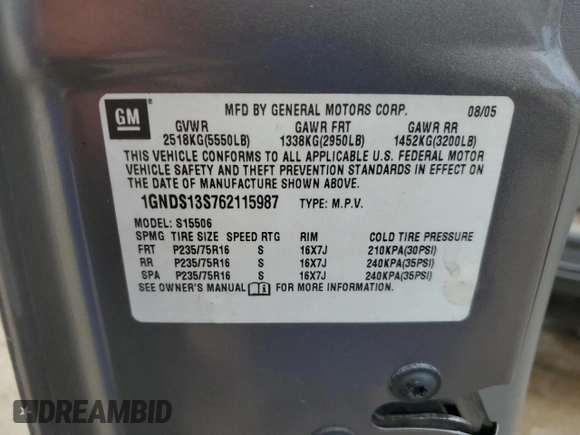 GM
®
MFD BY GENERAL MOTORS CORP. 08/05
GVWR GAWR FRT GAWR RR
2518KG(5550LB) 1338KG(2950LB) 1452KG(3200LB)
THIS VEHICLE CONFORMS TO ALL APPLICABLE U.S. FEDERAL MOTOR
VEHICLE SAFETY AND THEFT PREVENTION STANDARDS IN EFFECT ON
THE DATE OF MANUFACTURE SHOWN ABOVE.
1GNDS13S762115987 TYPE: M.P.V.
MODEL: S15506
SPMG TIRE SIZE SPEED RTG RIM COLD TIRE PRESSURE
FRT P235/75R16 S 16X7J 210KPA(30PSI)
RR P235/75R16 S 16X7J 240KPA(35PSI)
SPA P235/75R16 S 16X7J 240KPA(35PSI)
SEE OWNER'S MANUAL FOR MORE INFORMATION.
DREAMBID